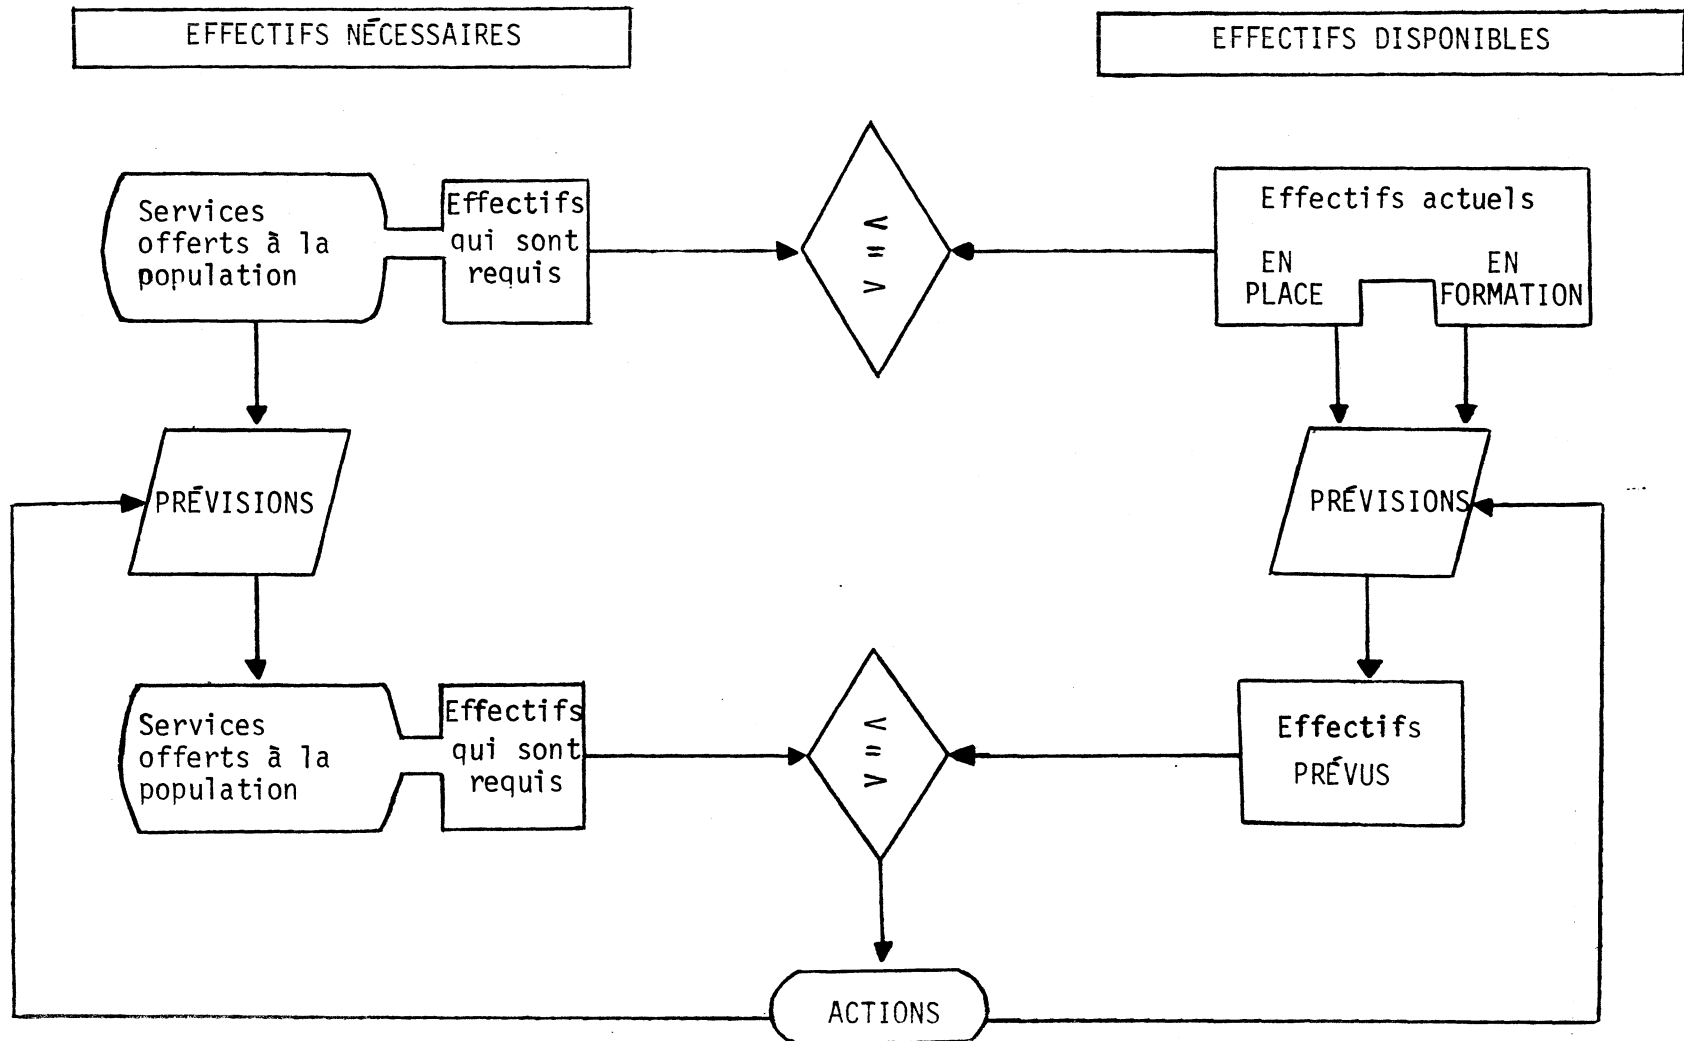 EFFECTIFS NÉCESSAIRES
EFFECTIFS DISPONIBLES
Services
offerts à la
population
Effectifs
qui sont
requis
<
=
>
Effectifs actuels
EN
PLACE
EN
FORMATION
PRÉVISIONS
PRÉVISIONS
Services
offerts à la
population
Effectifs
qui sont
requis
<
=
>
Effectifs
PRÉVUS
ACTIONS